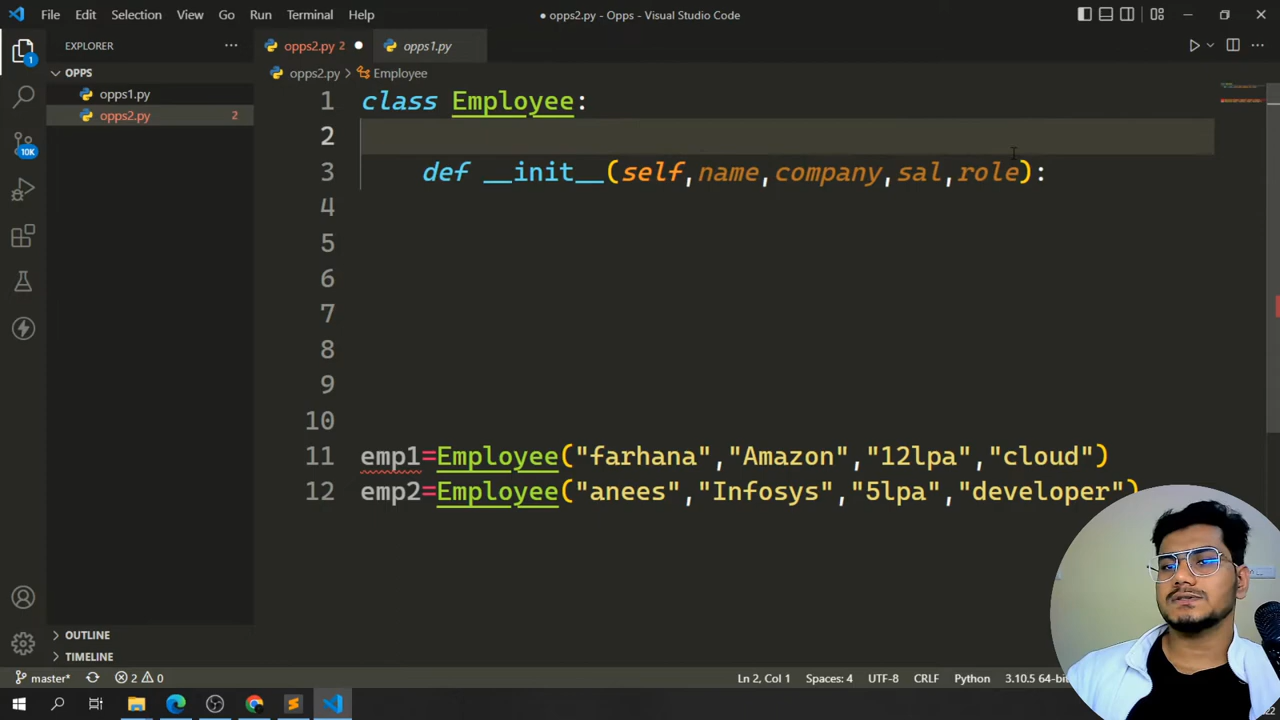 File Edit Selection View Go Run Terminal Help
● opps2.py - Opps - Visual Studio Code
EXPLORER
opps2.py 2 ●
opps1.py
OPPS
opps2.py > Employee
opps1.py
opps2.py 2
1 class Employee:
2
3 def __init__(self,name,company,sal,role):
4
5
6
7
8
9
10
11 emp1=Employee("farhana","Amazon","12lpa","cloud")
12 emp2=Employee("anees","Infosys","5lpa","developer")
1
10K
OUTLINE
TIMELINE
master* 2 0
Ln 2, Col 1 Spaces: 4 UTF-8 CRLF Python 3.10.5 64-b